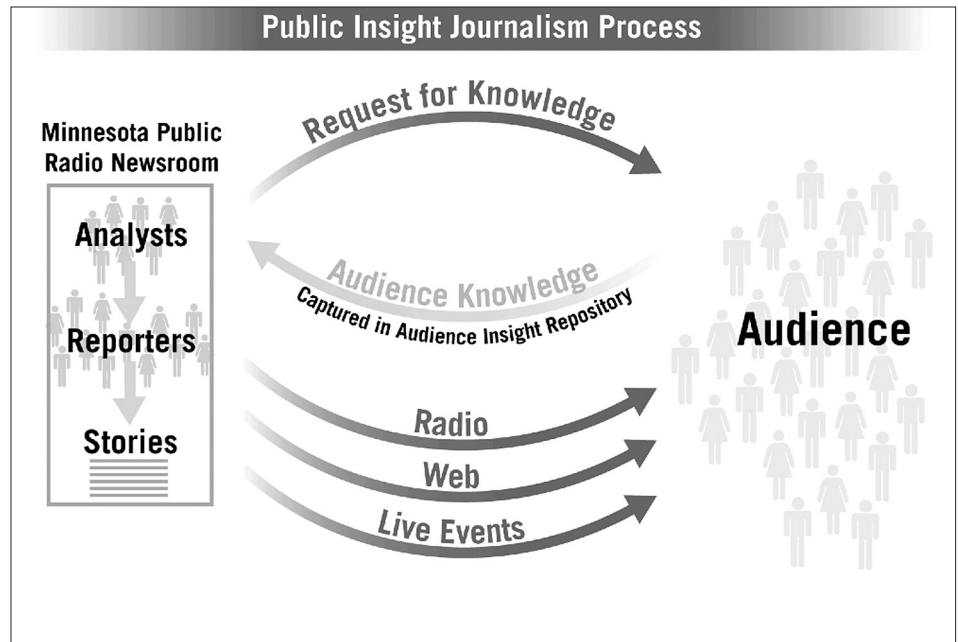 Public Insight Journalism Process
Request for Knowledge
Minnesota Public
Radio Newsroom
Analysts
Reporters
Stories
Audience Knowledge
Captured in Audience Insight Repository
Audience
Radio
Web
Live Events